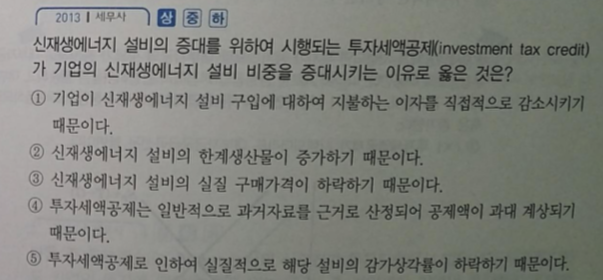 2013 세무사 상 중 하
신재생에너지 설비의 증대를 위하여 시행되는 투자세액공제(investment tax credit)
가 기업의 신재생에너지 설비 비중을 증대시키는 이유로 옳은 것은?
① 기업이 신재생에너지 설비 구입에 대하여 지불하는 이자를 직접적으로 감소시키기
때문이다.
② 신재생에너지 설비의 한계생산물이 증가하기 때문이다.
③ 신재생에너지 설비의 실질 구매가격이 하락하기 때문이다.
④ 투자세액공제는 일반적으로 과거자료를 근거로 산정되어 공제액이 과대 계상되기
때문이다.
⑤ 투자세액공제로 인하여 실질적으로 해당 설비의 감가상각률이 하락하기 때문이다.